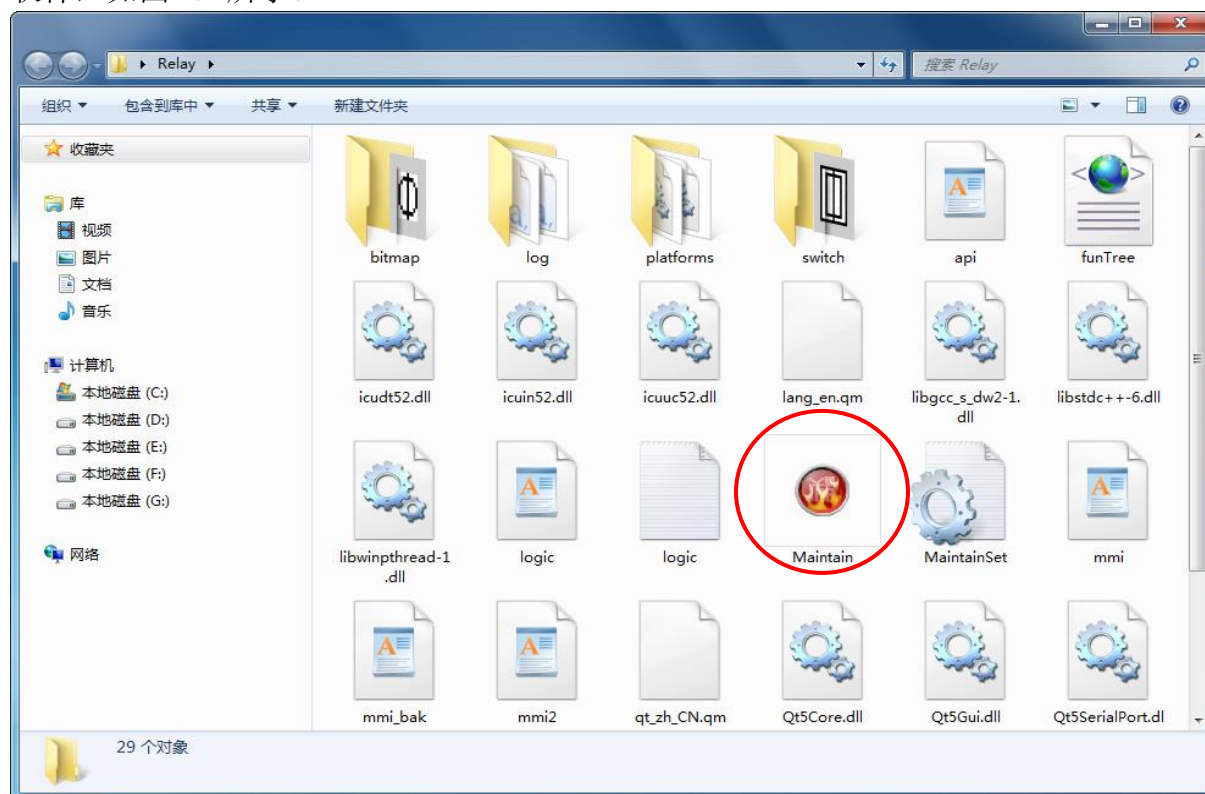 Relay
搜索 Relay
组织
包含到库中
共享
新建文件夹
收藏夹
库
视频
图片
文档
音乐
计算机
本地磁盘 (C:)
本地磁盘 (D:)
本地磁盘 (E:)
本地磁盘 (F:)
本地磁盘 (G:)
网络
bitmap
log
platforms
switch
api
funTree
icudt52.dll
icuin52.dll
icuuc52.dll
lang_en.qm
libgcc_s_dw2-1.
dll
libstdc++-6.dll
libwinpthread-1
.dll
logic
logic
Maintain
MaintainSet
mmi
mmi_bak
mmi2
qt_zh_CN.qm
Qt5Core.dll
Qt5Gui.dll
Qt5SerialPort.dl
29 个对象